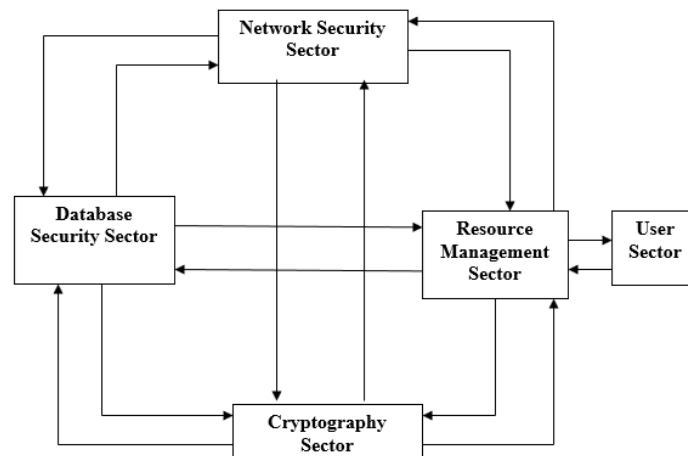 Network Security
Sector
Database
Security Sector
Resource
Management
Sector
User
Sector
Cryptography
Sector